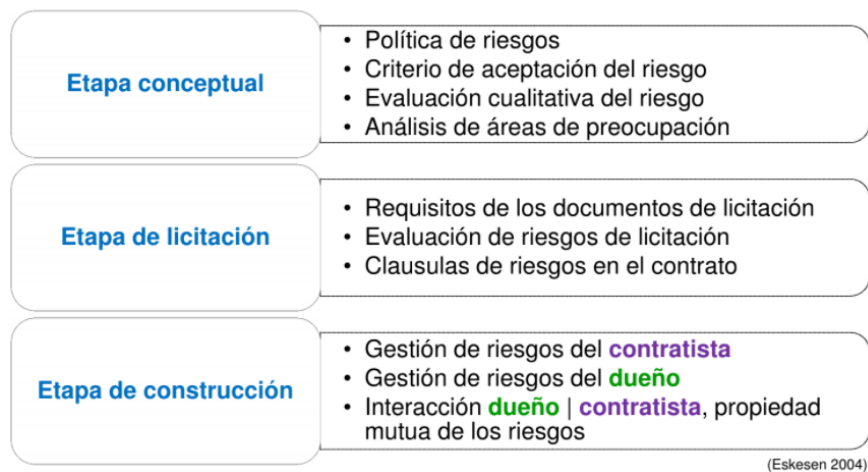 Etapa conceptual
• Política de riesgos
• Criterio de aceptación del riesgo
• Evaluación cualitativa del riesgo
• Análisis de áreas de preocupación
Etapa de licitación
• Requisitos de los documentos de licitación
• Evaluación de riesgos de licitación
• Clausulas de riesgos en el contrato
Etapa de construcción
• Gestión de riesgos del contratista
• Gestión de riesgos del dueño
• Interacción dueño | contratista, propiedad
mutua de los riesgos
(Eskesen 2004)